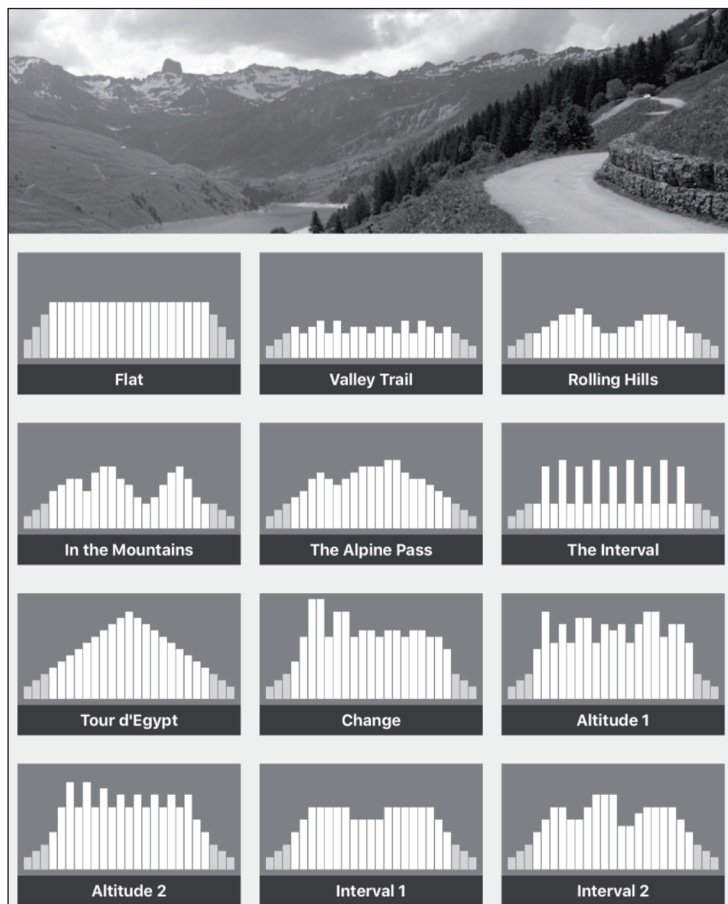 Flat
Valley Trail
Rolling Hills
In the Mountains
The Alpine Pass
The Interval
Tour d'Egypt
Change
Altitude 1
Altitude 2
Interval 1
Interval 2